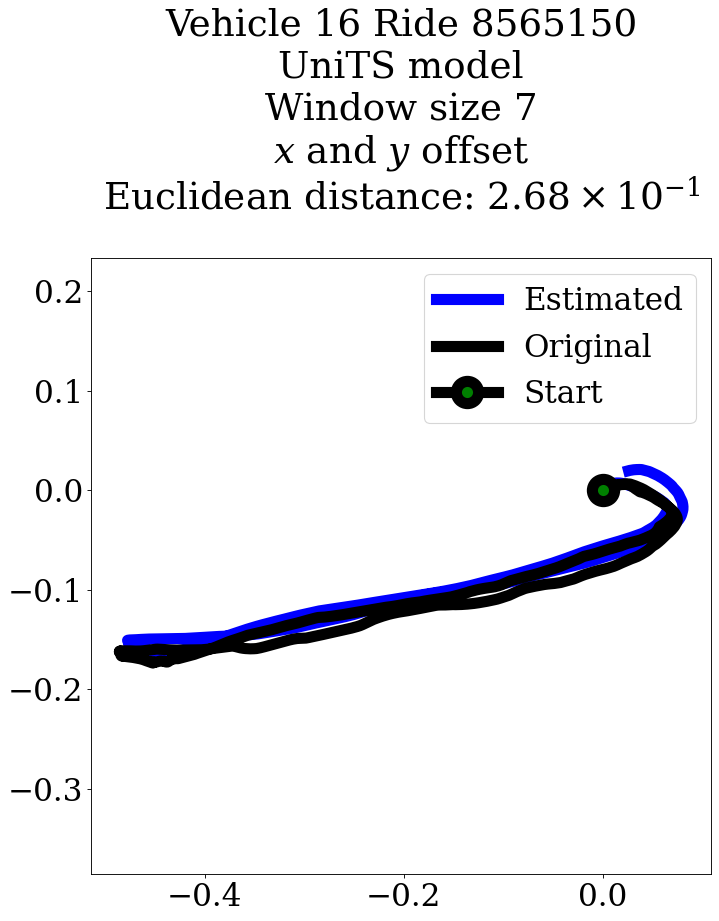 Vehicle 16 Ride 8565150
UniTS model
Window size 7
x and y offset
Euclidean distance: 2.68 × 10⁻¹
Estimated
Original
Start
0.2
0.1
0.0
−0.1
−0.2
−0.3
−0.4
−0.2
0.0